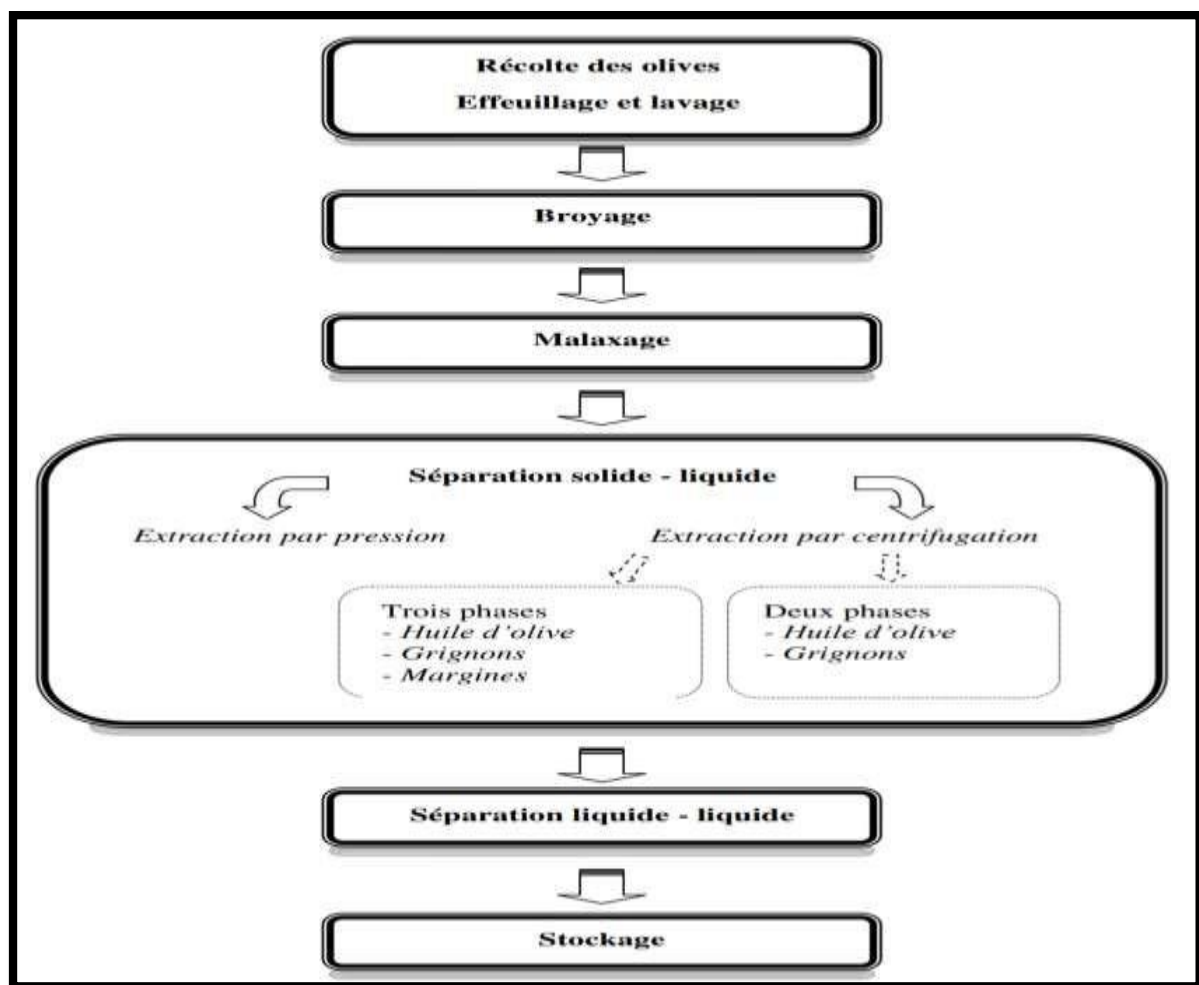 Récolte des olives
Effeuillage et lavage
Broyage
Malaxage
Séparation solide - liquide
Extraction par pression
Extraction par centrifugation
Trois phases
- Huile d'olive
- Grignons
- Margines
Deux phases
- Huile d'olive
- Grignons
Séparation liquide - liquide
Stockage